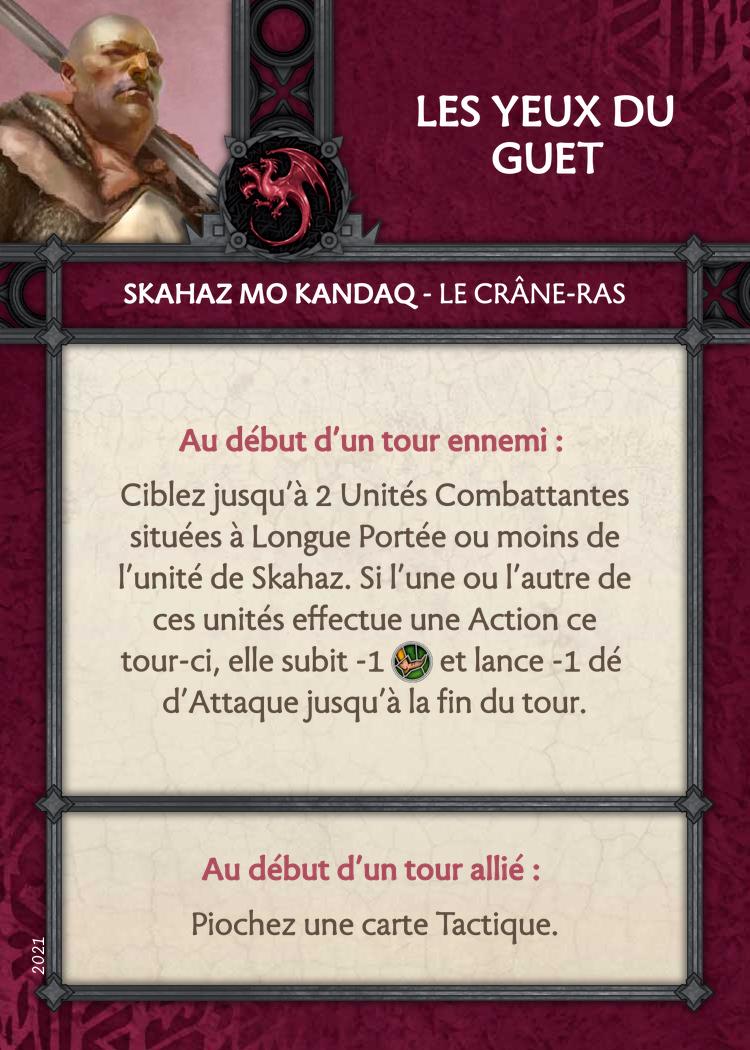 LES YEUX DU
GUET
SKAHAZ MO KANDAQ - LE CRÂNE-RAS
Au début d'un tour ennemi :
Ciblez jusqu'à 2 Unités Combattantes
situées à Longue Portée ou moins de
l'unité de Skahaz. Si l'une ou l'autre de
ces unités effectue une Action ce
tour-ci, elle subit -1 et lance -1 dé
d'Attaque jusqu'à la fin du tour.
Au début d'un tour allié :
Piochez une carte Tactique.
2021